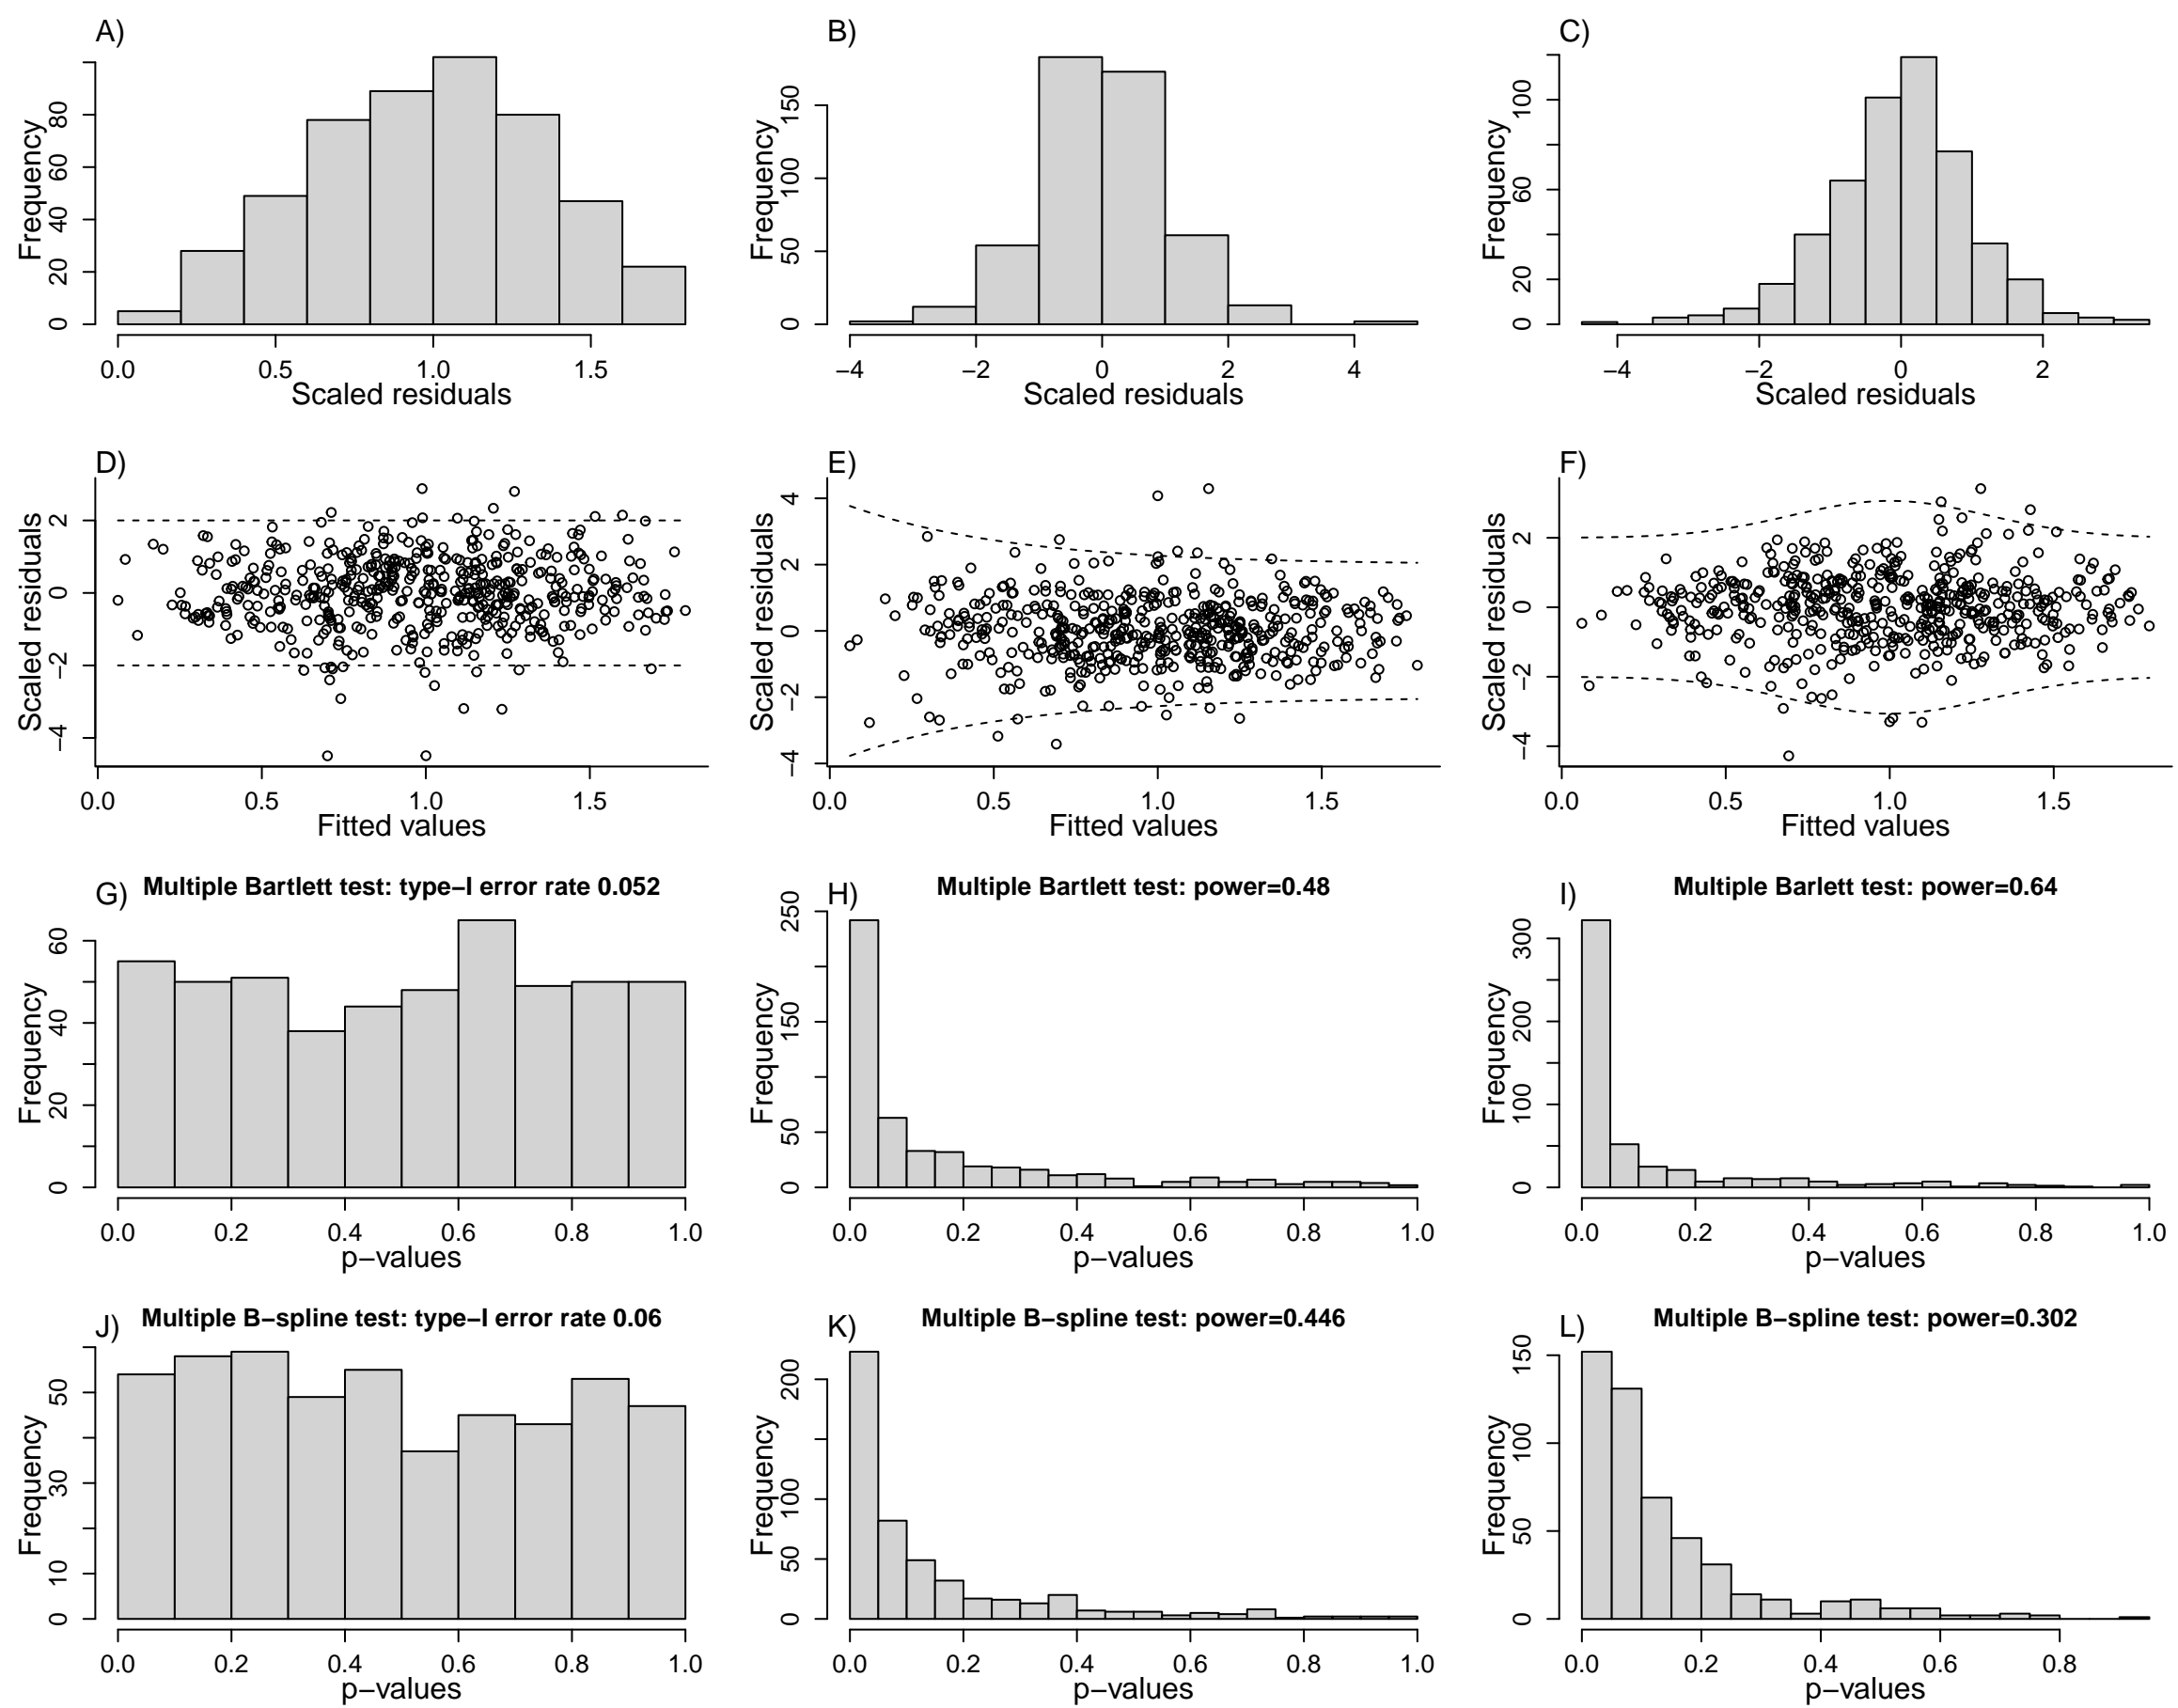 A)
Frequency
0 20 40 60 80
0.0 0.5 1.0 1.5
Scaled residuals
B)
Frequency
0 50 100 150
−4 −2 0 2 4
Scaled residuals
C)
Frequency
20 60 100
0
−4 −2 0 2
Scaled residuals
D)
Scaled residuals
−4 −2 0 2
0.0 0.5 1.0 1.5
Fitted values
E)
Scaled residuals
−4 −2 0 2 4
0.0 0.5 1.0 1.5
Fitted values
F)
Scaled residuals
−4 −2 0 2
0.0 0.5 1.0 1.5
Fitted values
G)
Multiple Bartlett test: type−I error rate 0.052
Frequency
0 20 40 60
0.0 0.2 0.4 0.6 0.8 1.0
p−values
H)
Multiple Bartlett test: power=0.48
Frequency
0 50 150 250
0.0 0.2 0.4 0.6 0.8 1.0
p−values
I)
Multiple Barlett test: power=0.64
Frequency
0 100 200 300
0.0 0.2 0.4 0.6 0.8 1.0
p−values
J)
Multiple B−spline test: type−I error rate 0.06
Frequency
0 10 30 50
0.0 0.2 0.4 0.6 0.8 1.0
p−values
K)
Multiple B−spline test: power=0.446
Frequency
0 50 100 200
0.0 0.2 0.4 0.6 0.8 1.0
p−values
L)
Multiple B−spline test: power=0.302
Frequency
0 50 100 150
0.0 0.2 0.4 0.6 0.8
p−values